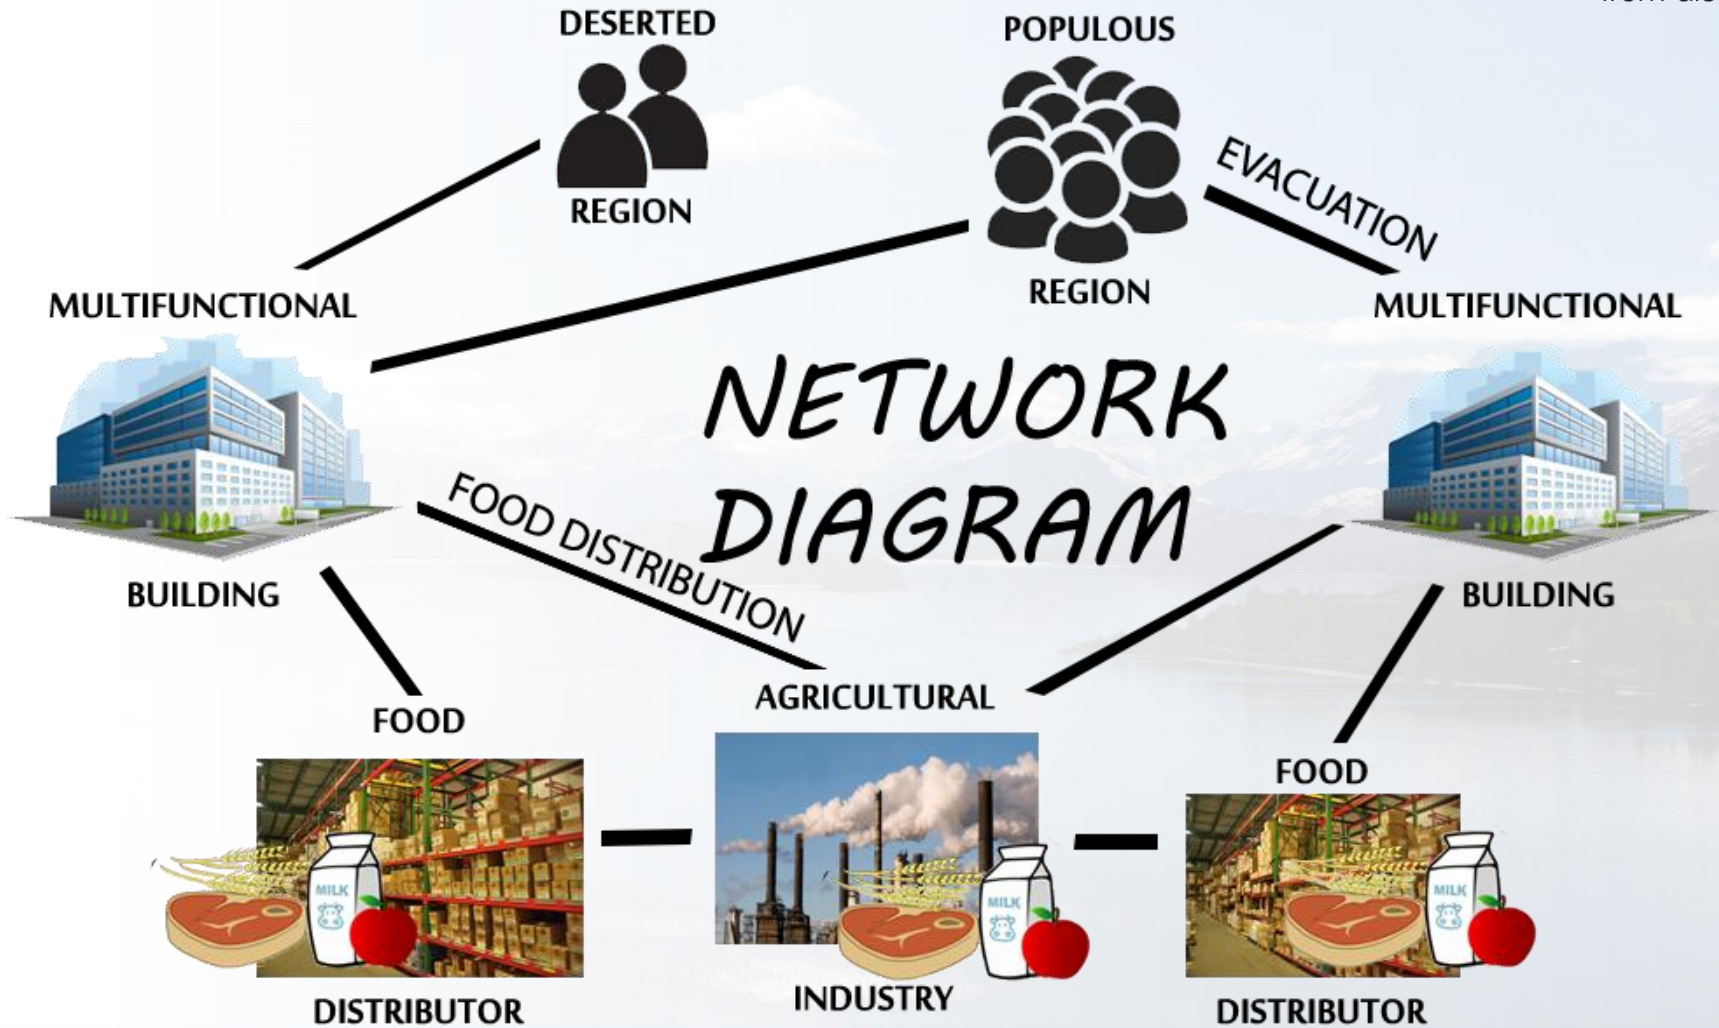 DESERTED
REGION
POPULOUS
REGION
EVACUATION
MULTIFUNCTIONAL
BUILDING
MULTIFUNCTIONAL
BUILDING
NETWORK
DIAGRAM
FOOD DISTRIBUTION
FOOD
DISTRIBUTOR
MILK
AGRICULTURAL
INDUSTRY
MILK
FOOD
DISTRIBUTOR
MILK